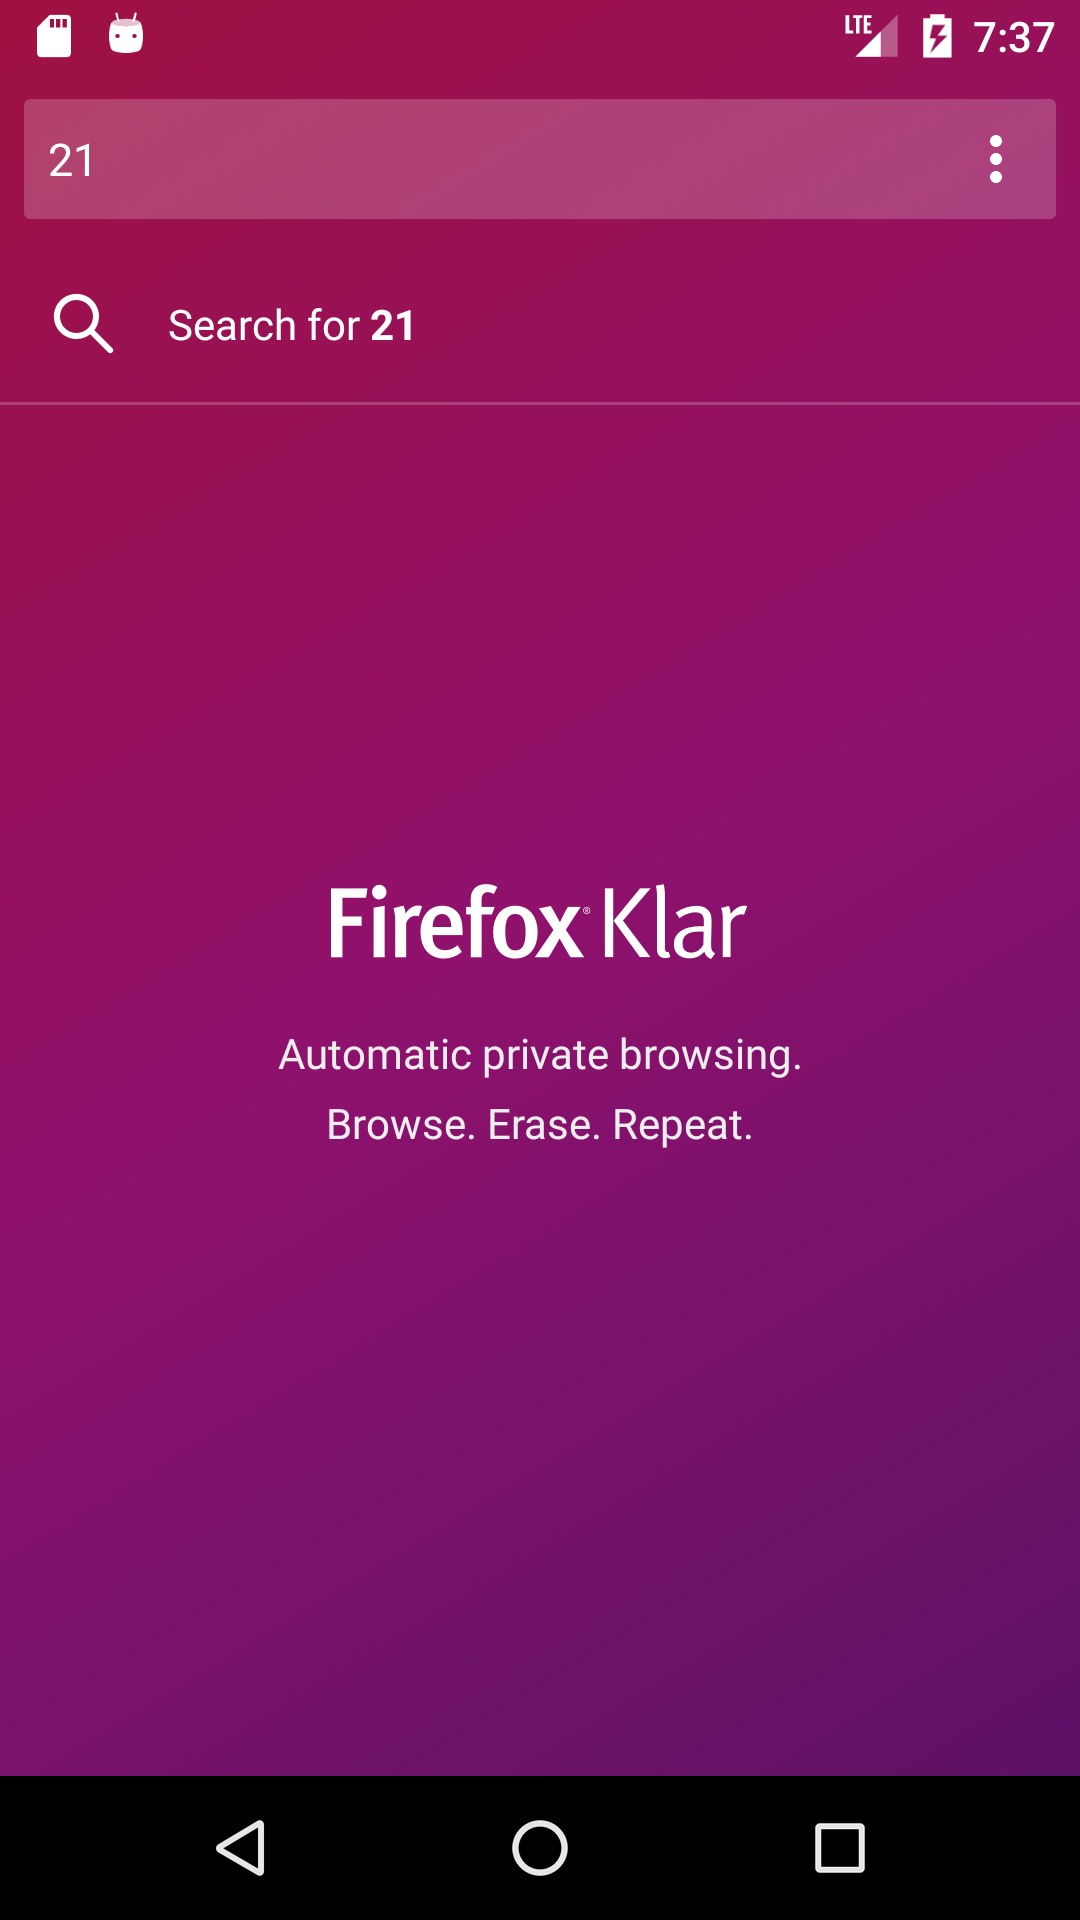 LTE 7:37
21
Search for 21
Firefox® Klar
Automatic private browsing.
Browse. Erase. Repeat.